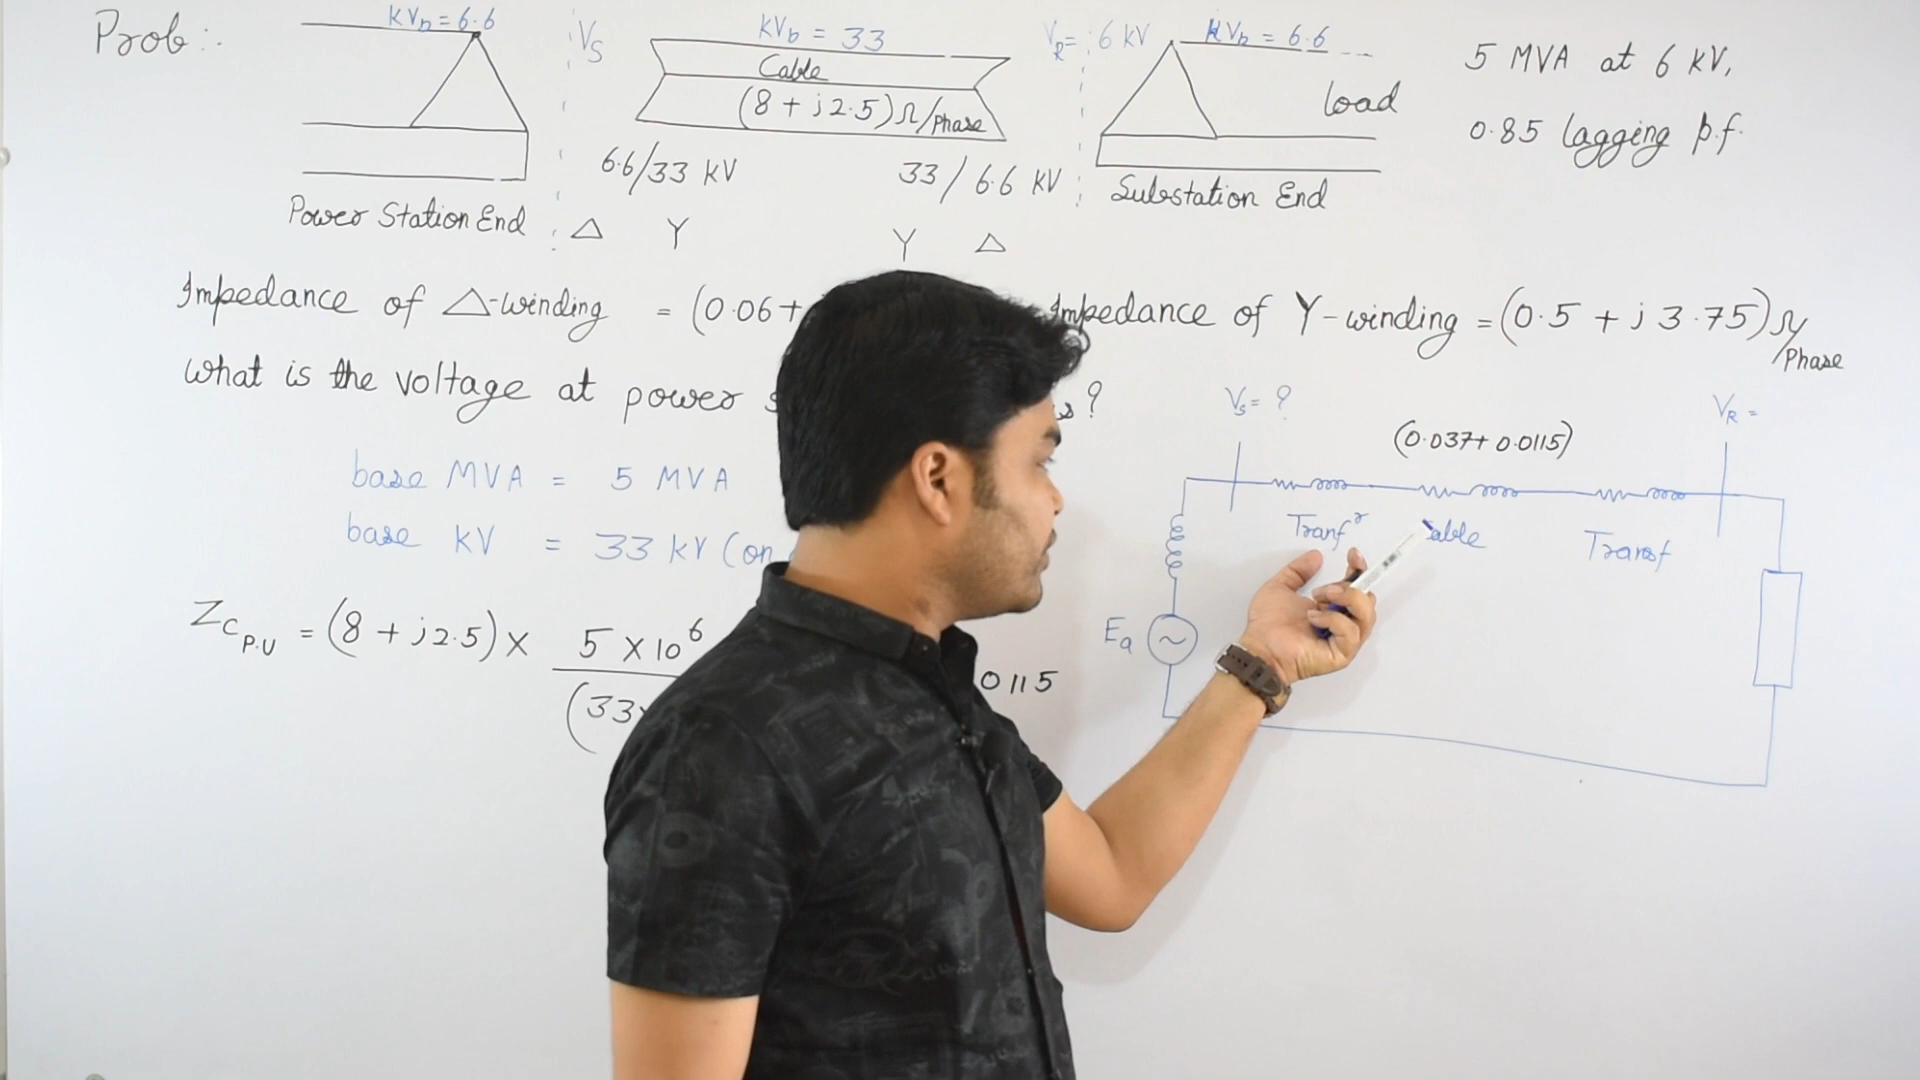 Prob :-
kVb = 6.6
Vs
kVb = 33
VR = 6 kV
kVb = 6.6
5 MVA at 6 kV,
0.85 lagging p.f.
Cable
(8 + j2.5) Ω/Phase
load
6.6/33 kV
33/6.6 kV
Power Station End
Substation End
Δ Y
Y Δ
Impedance of Δ-winding = (0.06+
Impedance of Y-winding = (0.5 + j 3.75) Ω/Phase
What is the voltage at power
?
base MVA = 5 MVA
base kV = 33 kV (on
Vs = ?
(0.037+ 0.0115)
VR =
Tranfr
Cable
Transf
ZC P.U = (8 + j2.5) ×
5 × 10^6
(33
0115
Ea